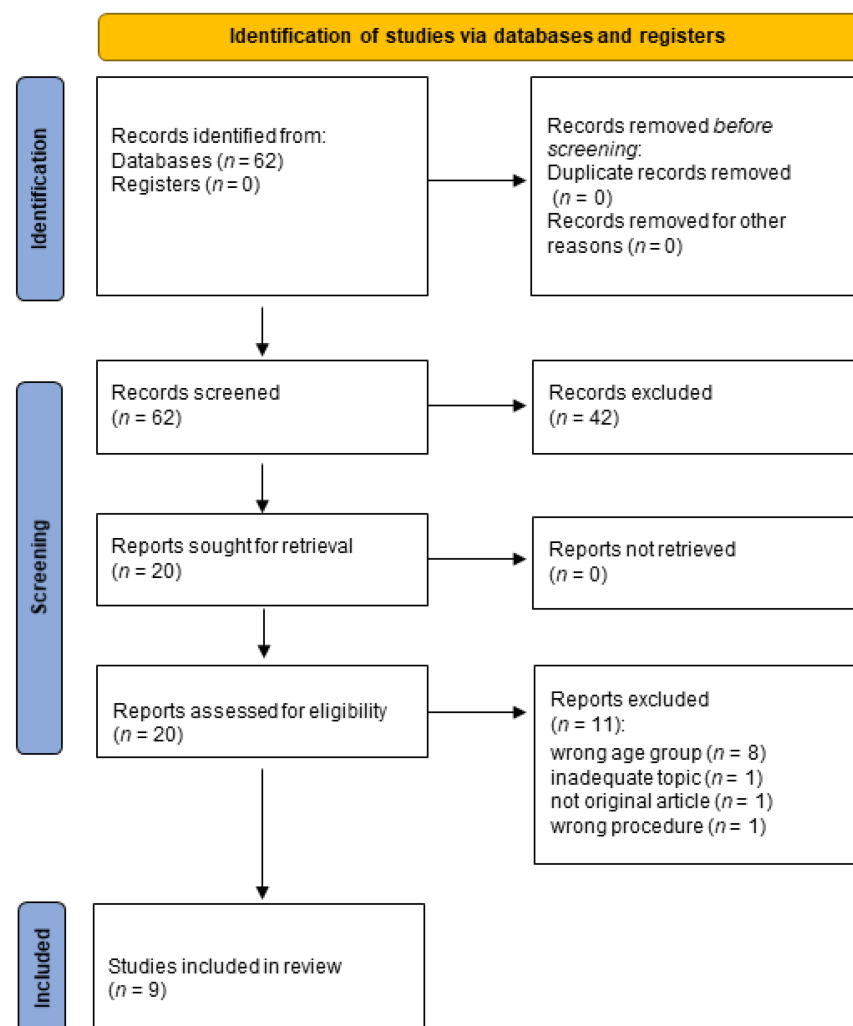 Identification of studies via databases and registers
Identification
Records identified from:
Databases (n = 62)
Registers (n = 0)
Records removed before
screening:
Duplicate records removed
(n = 0)
Records removed for other
reasons (n = 0)
Screening
Records screened
(n = 62)
Records excluded
(n = 42)
Reports sought for retrieval
(n = 20)
Reports not retrieved
(n = 0)
Reports assessed for eligibility
(n = 20)
Reports excluded
(n = 11):
wrong age group (n = 8)
inadequate topic (n = 1)
not original article (n = 1)
wrong procedure (n = 1)
Included
Studies included in review
(n = 9)